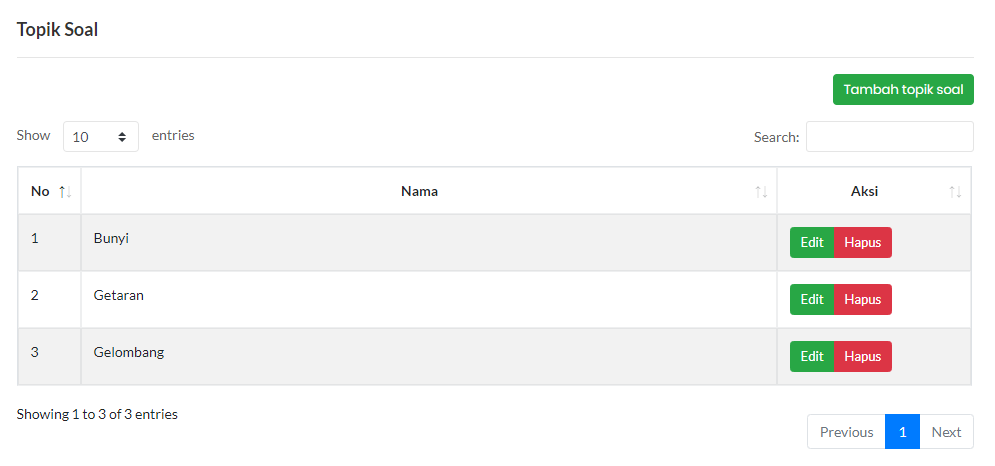 Topik Soal
Tambah topik soal
Show 10 entries Search:
No Nama Aksi
1 Bunyi Edit Hapus
2 Getaran Edit Hapus
3 Gelombang Edit Hapus
Showing 1 to 3 of 3 entries
Previous 1 Next